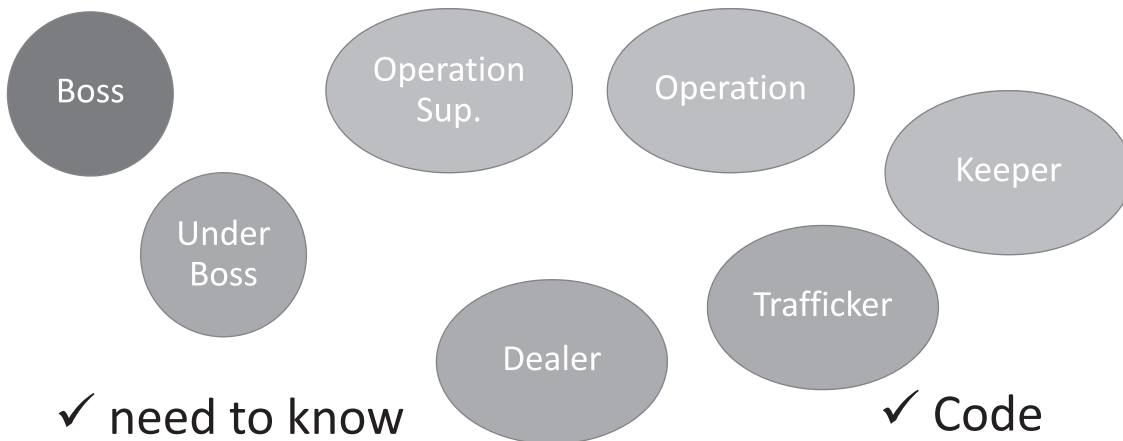 Boss
Operation
Sup.
Operation
Keeper
Under
Boss
Trafficker
Dealer
✓ need to know
✓ Code